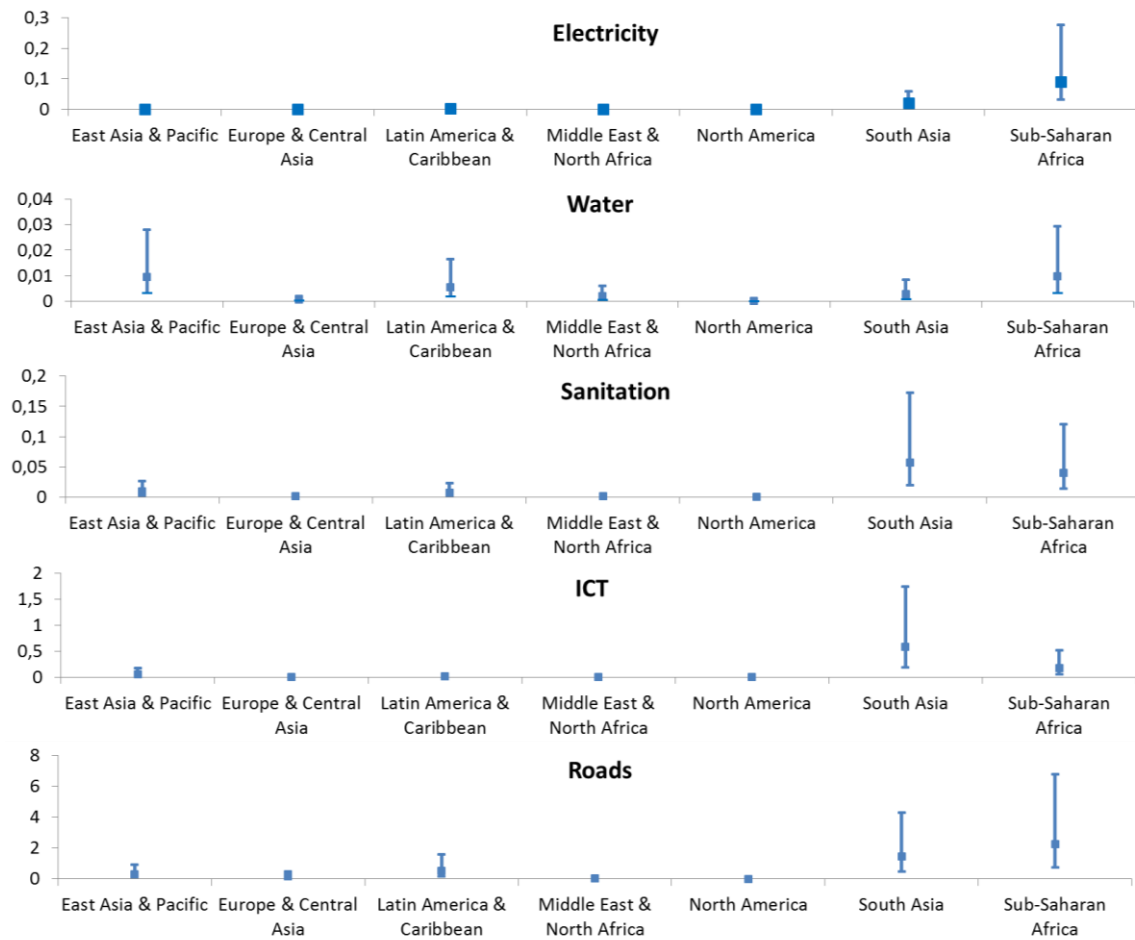 Electricity
0,3
0,2
0,1
0
East Asia & Pacific Europe & Central Latin America & Middle East & North America South Asia Sub-Saharan
Asia Caribbean North Africa Africa
Water
0,04
0,03
0,02
0,01
0
East Asia & Pacific Europe & Central Latin America & Middle East & North America South Asia Sub-Saharan
Asia Caribbean North Africa Africa
Sanitation
0,2
0,15
0,1
0,05
0
East Asia & Pacific Europe & Central Latin America & Middle East & North America South Asia Sub-Saharan
Asia Caribbean North Africa Africa
ICT
2
1,5
1
0,5
0
East Asia & Pacific Europe & Central Latin America & Middle East & North America South Asia Sub-Saharan
Asia Caribbean North Africa Africa
Roads
8
6
4
2
0
East Asia & Pacific Europe & Central Latin America & Middle East & North America South Asia Sub-Saharan
Asia Caribbean North Africa Africa